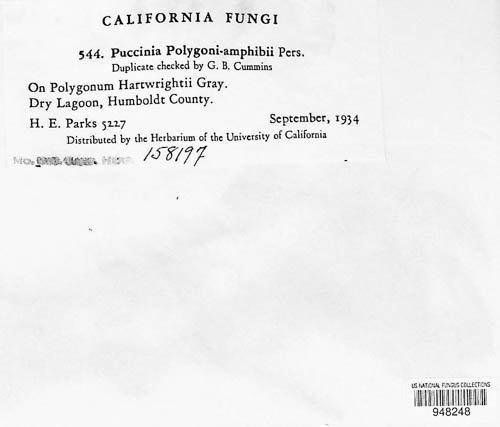 CALIFORNIA FUNGI
544. Puccinia Polygoni-amphibii Pers.
Duplicate checked by G. B. Cummins
On Polygonum Hartwrightii Gray.
Dry Lagoon, Humboldt County.
H. E. Parks 5227 September, 1934
Distributed by the Herbarium of the University of California
Mo. Herb. 158197
US NATIONAL FUNGUS COLLECTIONS
948248